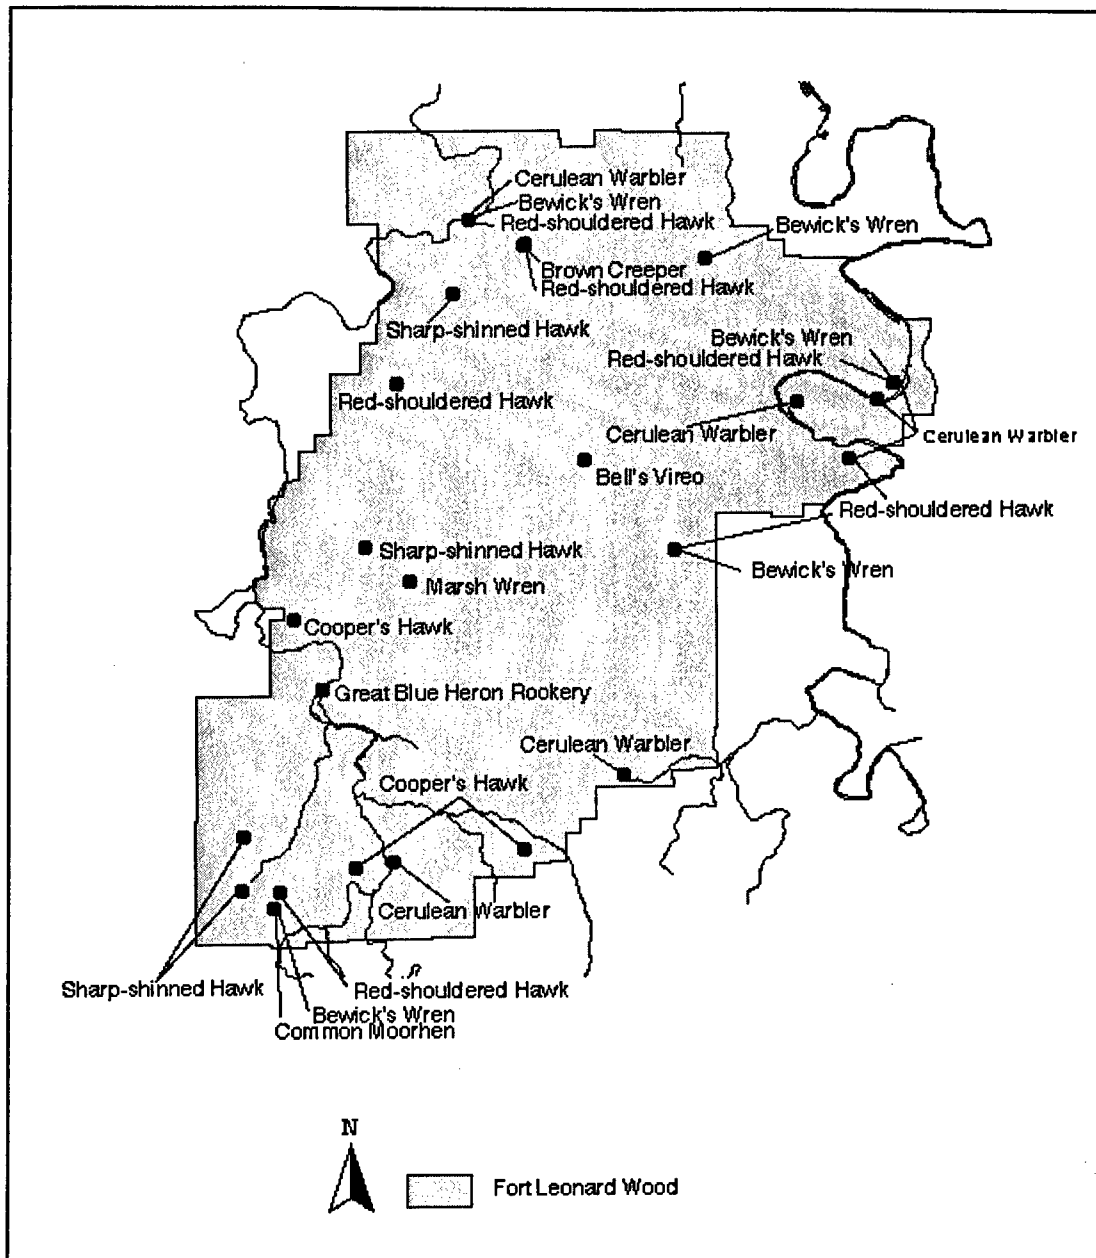 Cerulean Warbler
Bewick's Wren
Red-shouldered Hawk
Bewick's Wren
Brown Creeper
Red-shouldered Hawk
Sharp-shinned Hawk
Bewick's Wren
Red-shouldered Hawk
Red-shouldered Hawk
Cerulean Warbler
Cerulean Warbler
Bell's Vireo
Red-shouldered Hawk
Sharp-shinned Hawk
Bewick's Wren
Marsh Wren
Cooper's Hawk
Great Blue Heron Rookery
Cerulean Warbler
Cooper's Hawk
Cerulean Warbler
Sharp-shinned Hawk
Red-shouldered Hawk
Bewick's Wren
Common Moorhen
N
Fort Leonard Wood